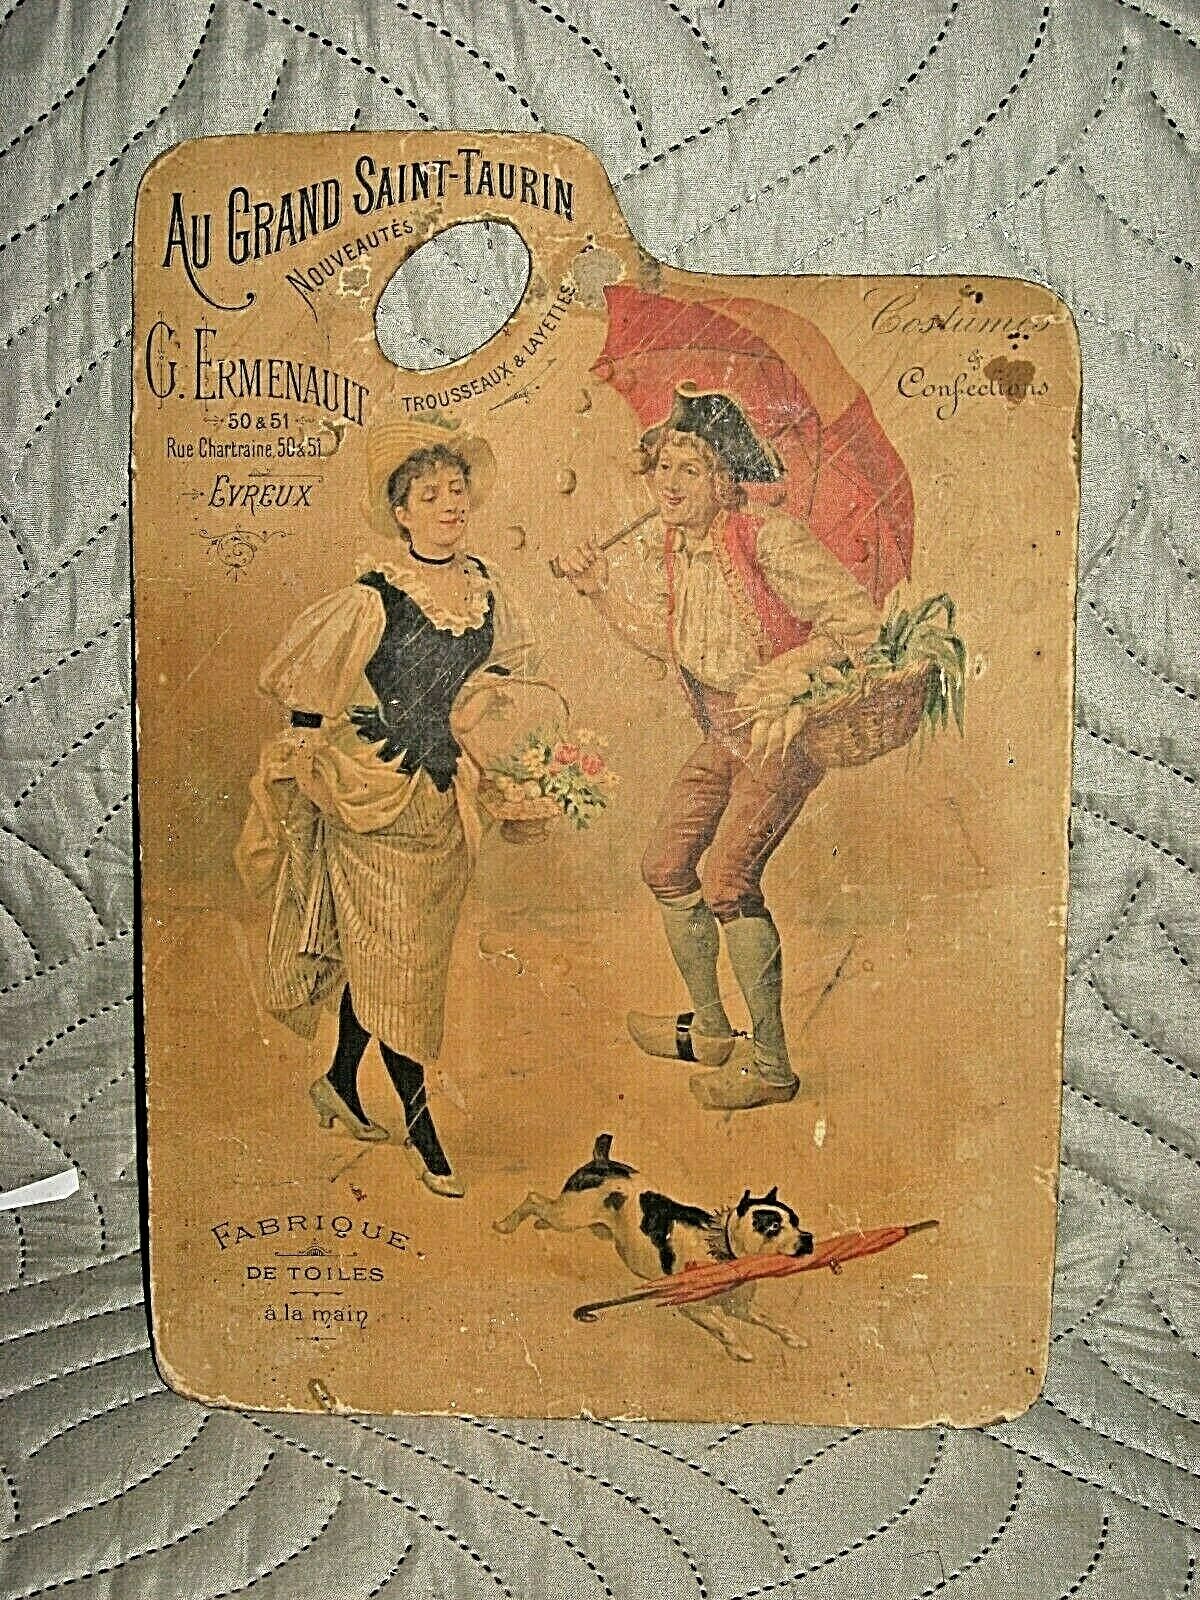 AU GRAND SAINT-TAURIN
NOUVEAUTÉS
TROUSSEAUX & LAYETTES
G. ERMENAULT
50 & 51
Rue Chartraine, 50 & 51
EVREUX
Costumes
&
Confections
FABRIQUE
DE TOILES
à la main